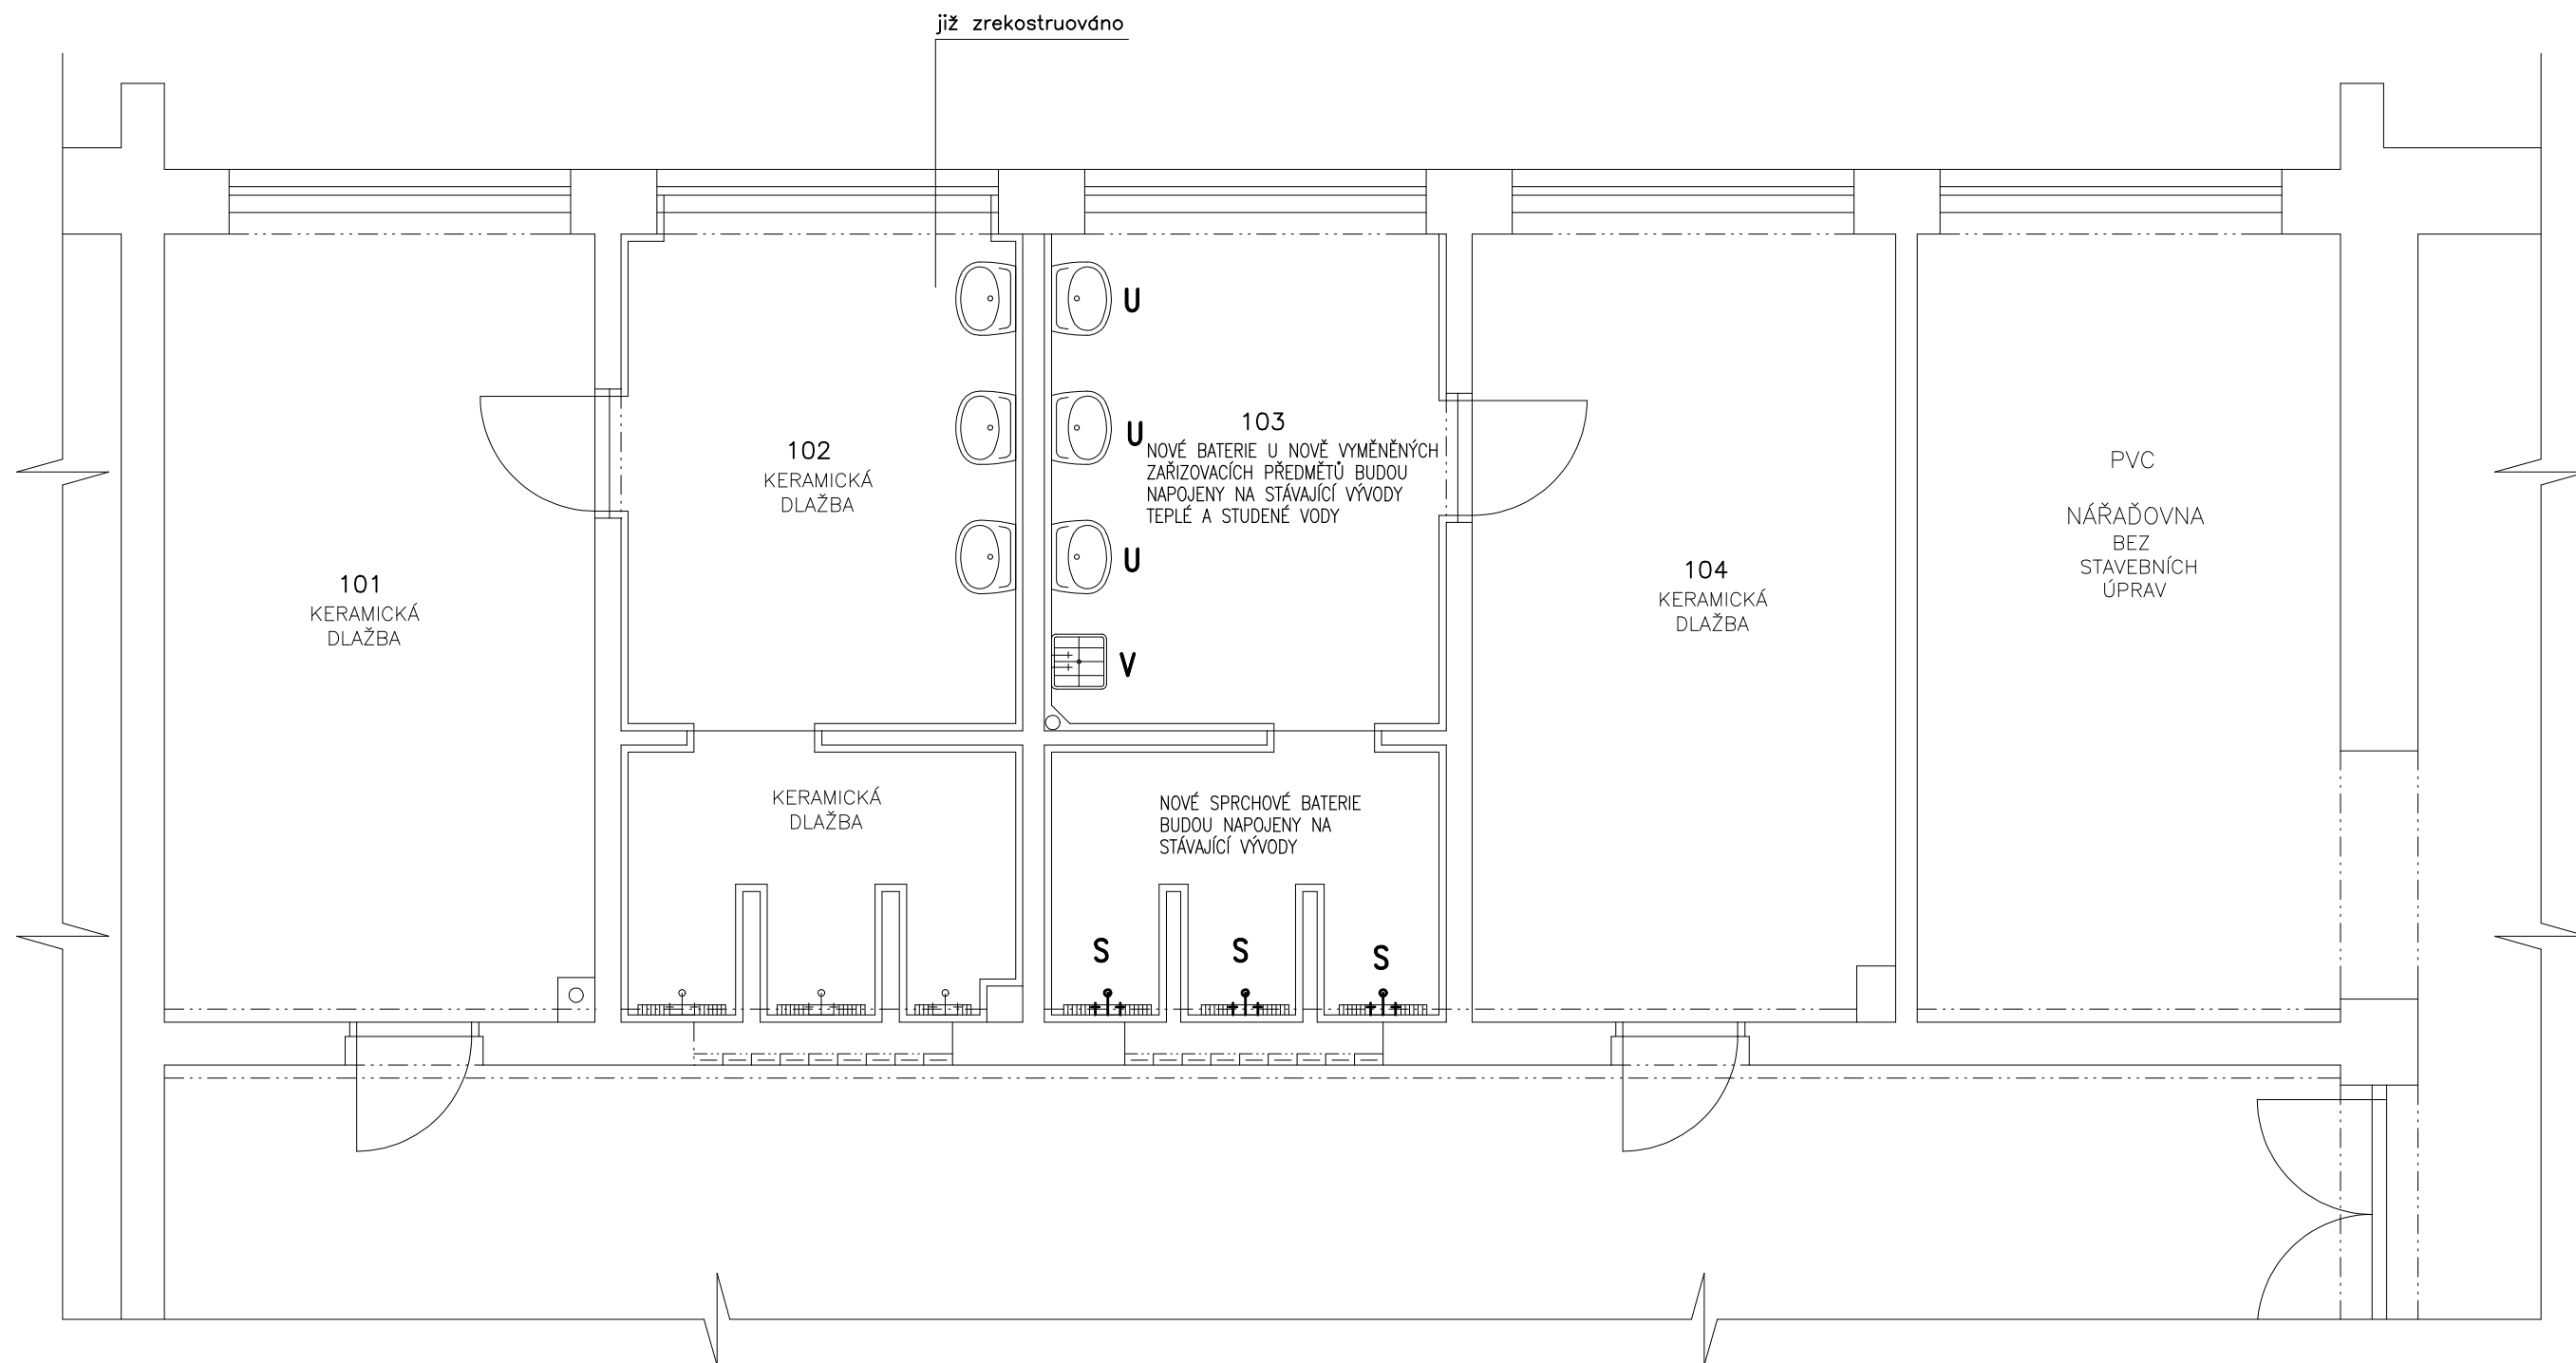 již zrekostruováno
101
KERAMICKÁ
DLAŽBA
102
KERAMICKÁ
DLAŽBA
KERAMICKÁ
DLAŽBA
U
U
U
V
103
NOVÉ BATERIE U NOVĚ VYMĚNĚNÝCH
ZAŘIZOVACÍCH PŘEDMĚTŮ BUDOU
NAPOJENY NA STÁVAJÍCÍ VÝVODY
TEPLÉ A STUDENÉ VODY
NOVÉ SPRCHOVÉ BATERIE
BUDOU NAPOJENY NA
STÁVAJÍCÍ VÝVODY
S
S
S
104
KERAMICKÁ
DLAŽBA
PVC
NÁŘAĎOVNA
BEZ
STAVEBNÍCH
ÚPRAV